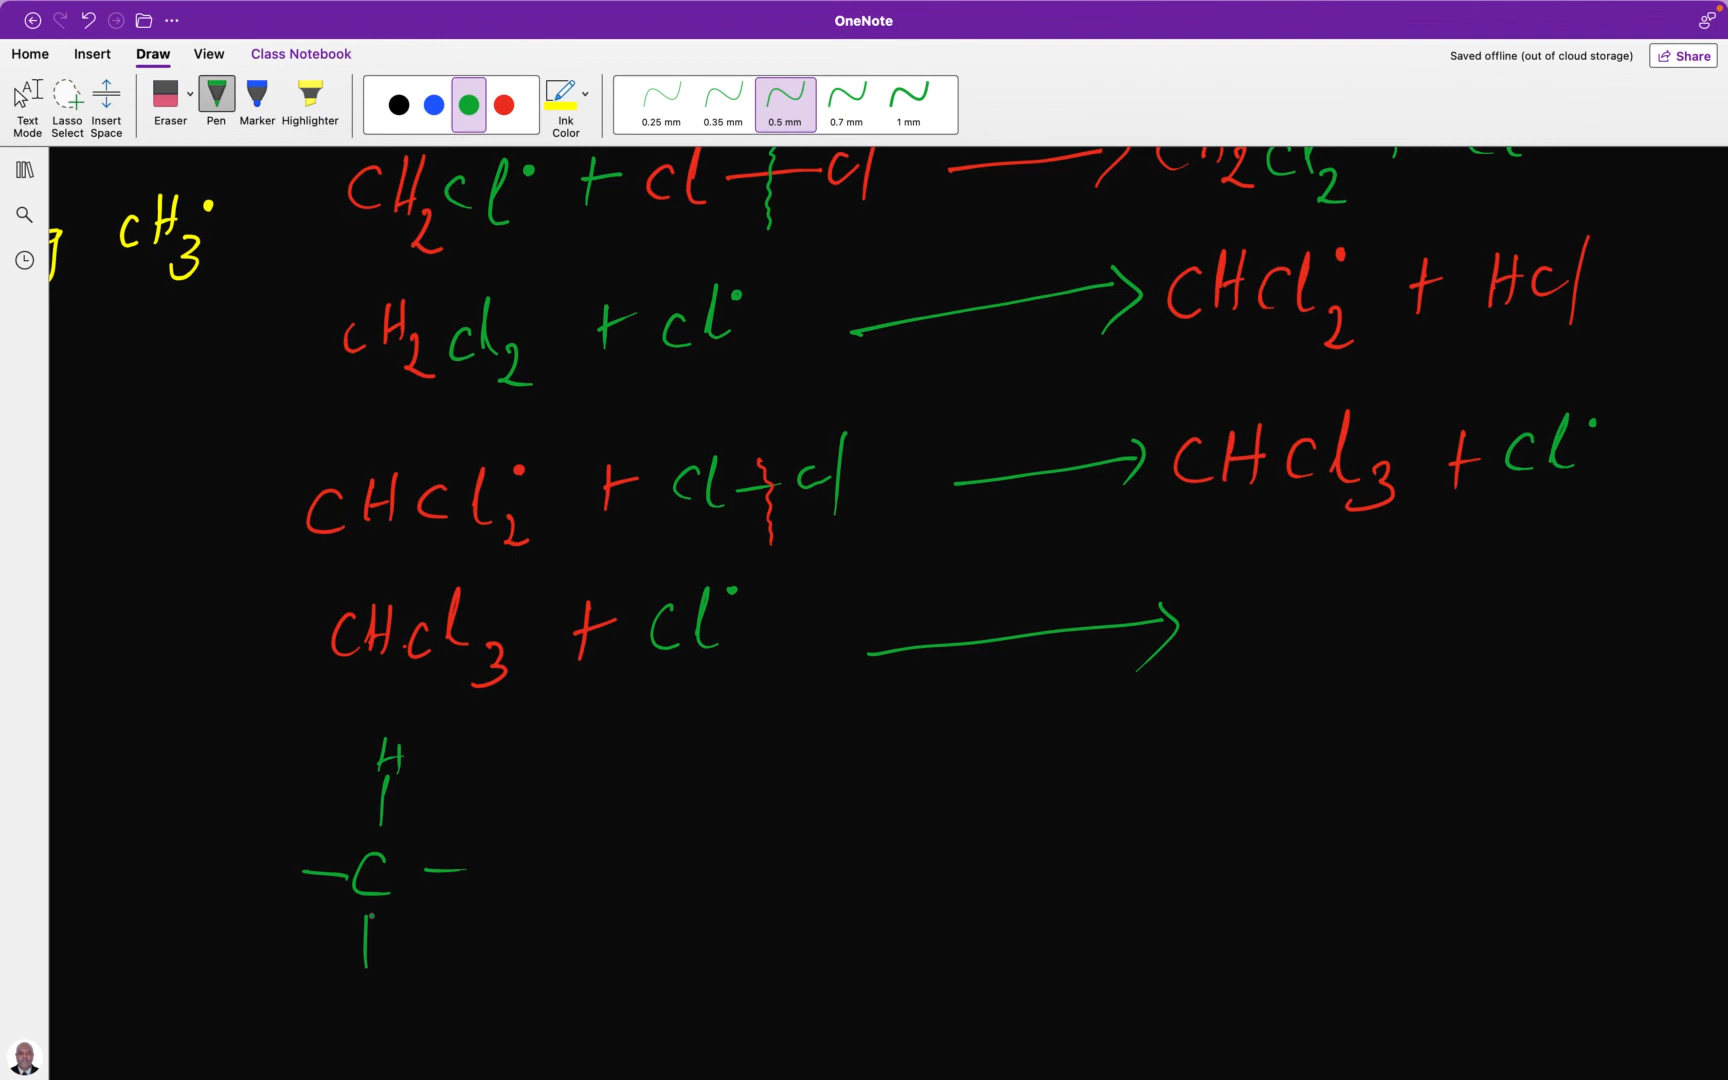 OneNote
Home Insert Draw View Class Notebook
Saved offline (out of cloud storage) Share
Text Mode Lasso Select Insert Space Eraser Pen Marker Highlighter Ink Color 0.25 mm 0.35 mm 0.5 mm 0.7 mm 1 mm
CH₂Cl• + Cl–Cl ⟶ CH₂Cl₂ + Cl
CH₃•
CH₂Cl₂ + Cl• ⟶ CHCl₂• + HCl
CHCl₂• + Cl–Cl ⟶ CHCl₃ + Cl•
CHCl₃ + Cl• ⟶
H
|
–C–
|